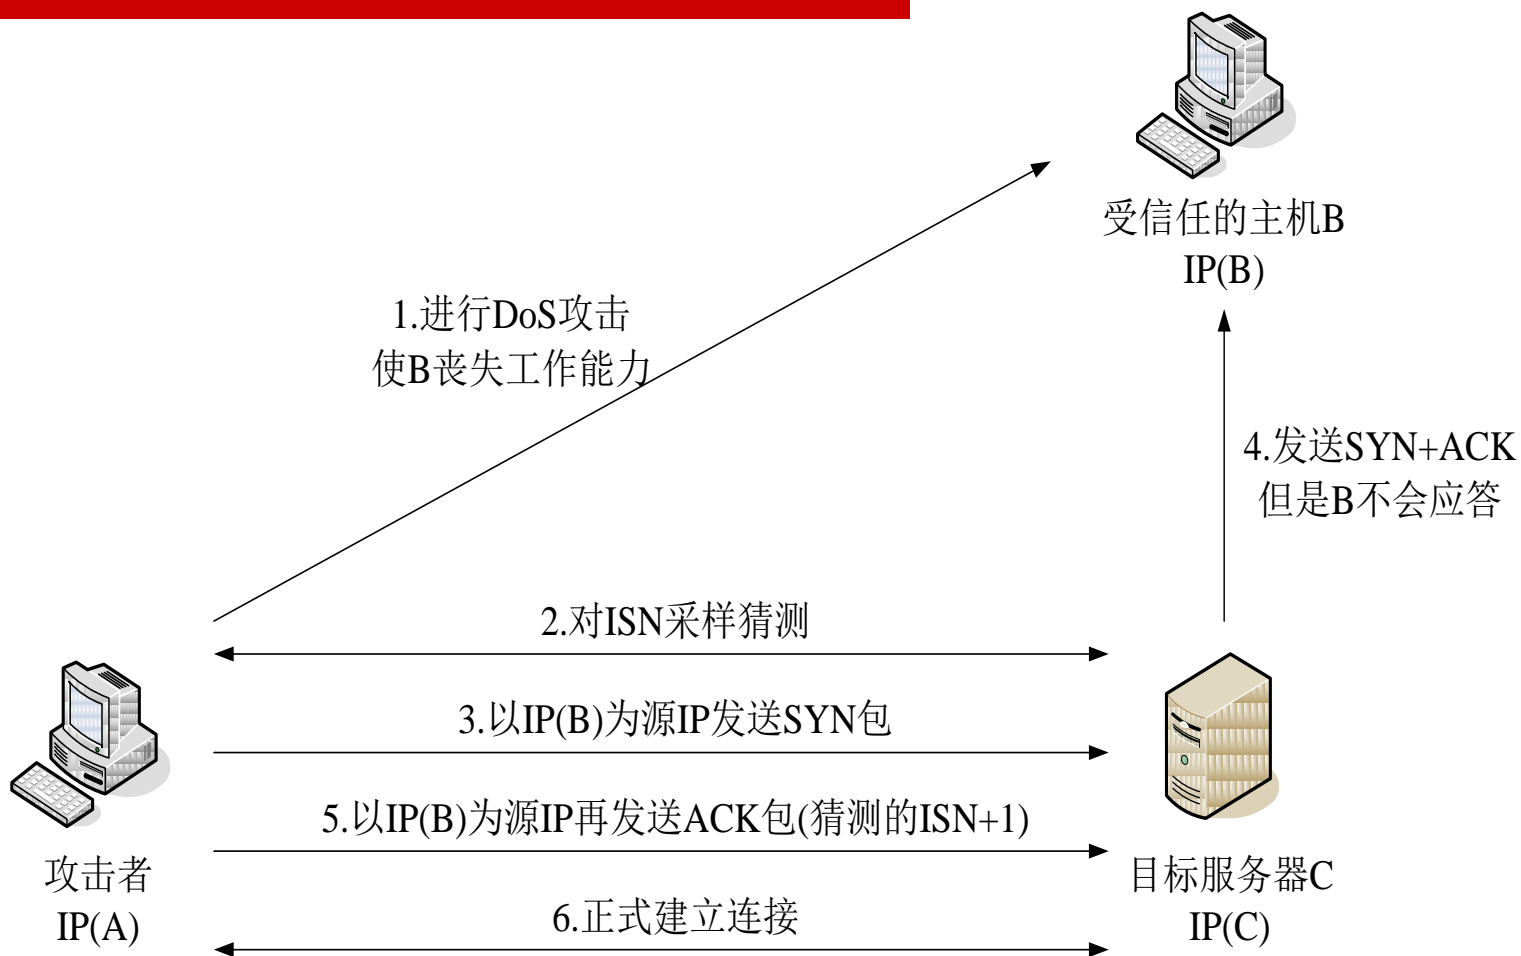 受信任的主机B
IP(B)
1.进行DoS攻击
使B丧失工作能力
4.发送SYN+ACK
但是B不会应答
2.对ISN采样猜测
3.以IP(B)为源IP发送SYN包
5.以IP(B)为源IP再发送ACK包(猜测的ISN+1)
攻击者
IP(A)
目标服务器C
IP(C)
6.正式建立连接